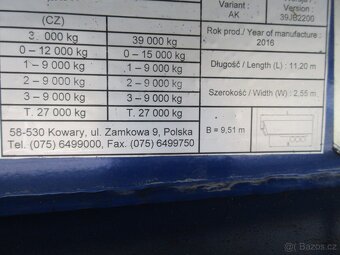 Variant :
AK
Version :
39JB2200
(CZ)
3. 000 kg 39 000 kg
0 – 12 000 kg 0 – 15 000 kg
1 – 9 000 kg 1 – 9 000 kg
2 – 9 000 kg 2 – 9 000 kg
3 – 9 000 kg 3 – 9 000 kg
T. 27 000 kg T. 27 000 kg
Rok prod./ Year of manufacture :
2016
Długość / Length (L) : 11,20 m
Szerokość / Width (W) : 2,55 m
B = 9,51 m
58-530 Kowary, ul. Zamkowa 9, Polska
Tel. (075) 6499000, Fax. (075) 6499750
Bazoš.cz